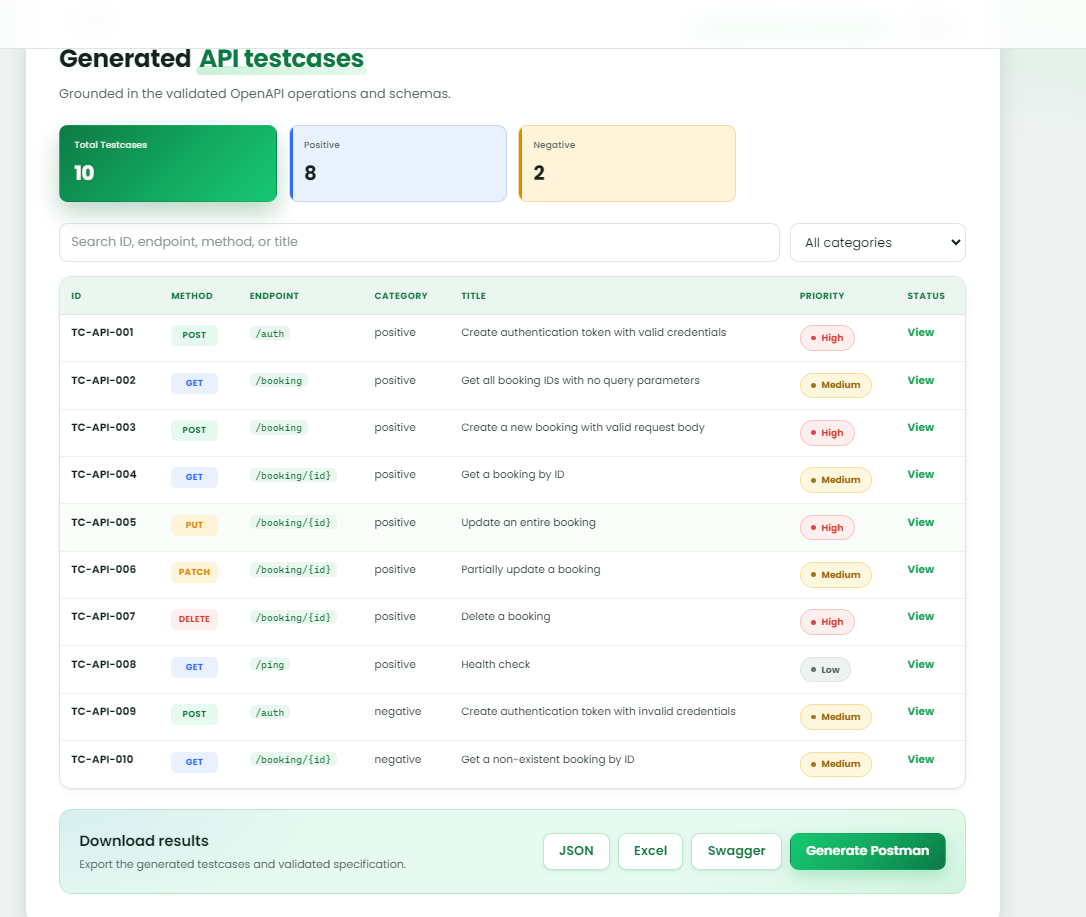 Generated API testcases
Grounded in the validated OpenAPI operations and schemas.
Total Testcases
10
Positive
8
Negative
2
Search ID, endpoint, method, or title
All categories
ID METHOD ENDPOINT CATEGORY TITLE PRIORITY STATUS
TC-API-001 POST /auth positive Create authentication token with valid credentials High View
TC-API-002 GET /booking positive Get all booking IDs with no query parameters Medium View
TC-API-003 POST /booking positive Create a new booking with valid request body High View
TC-API-004 GET /booking/{id} positive Get a booking by ID Medium View
TC-API-005 PUT /booking/{id} positive Update an entire booking High View
TC-API-006 PATCH /booking/{id} positive Partially update a booking Medium View
TC-API-007 DELETE /booking/{id} positive Delete a booking High View
TC-API-008 GET /ping positive Health check Low View
TC-API-009 POST /auth negative Create authentication token with invalid credentials Medium View
TC-API-010 GET /booking/{id} negative Get a non-existent booking by ID Medium View
Download results
Export the generated testcases and validated specification.
JSON Excel Swagger Generate Postman